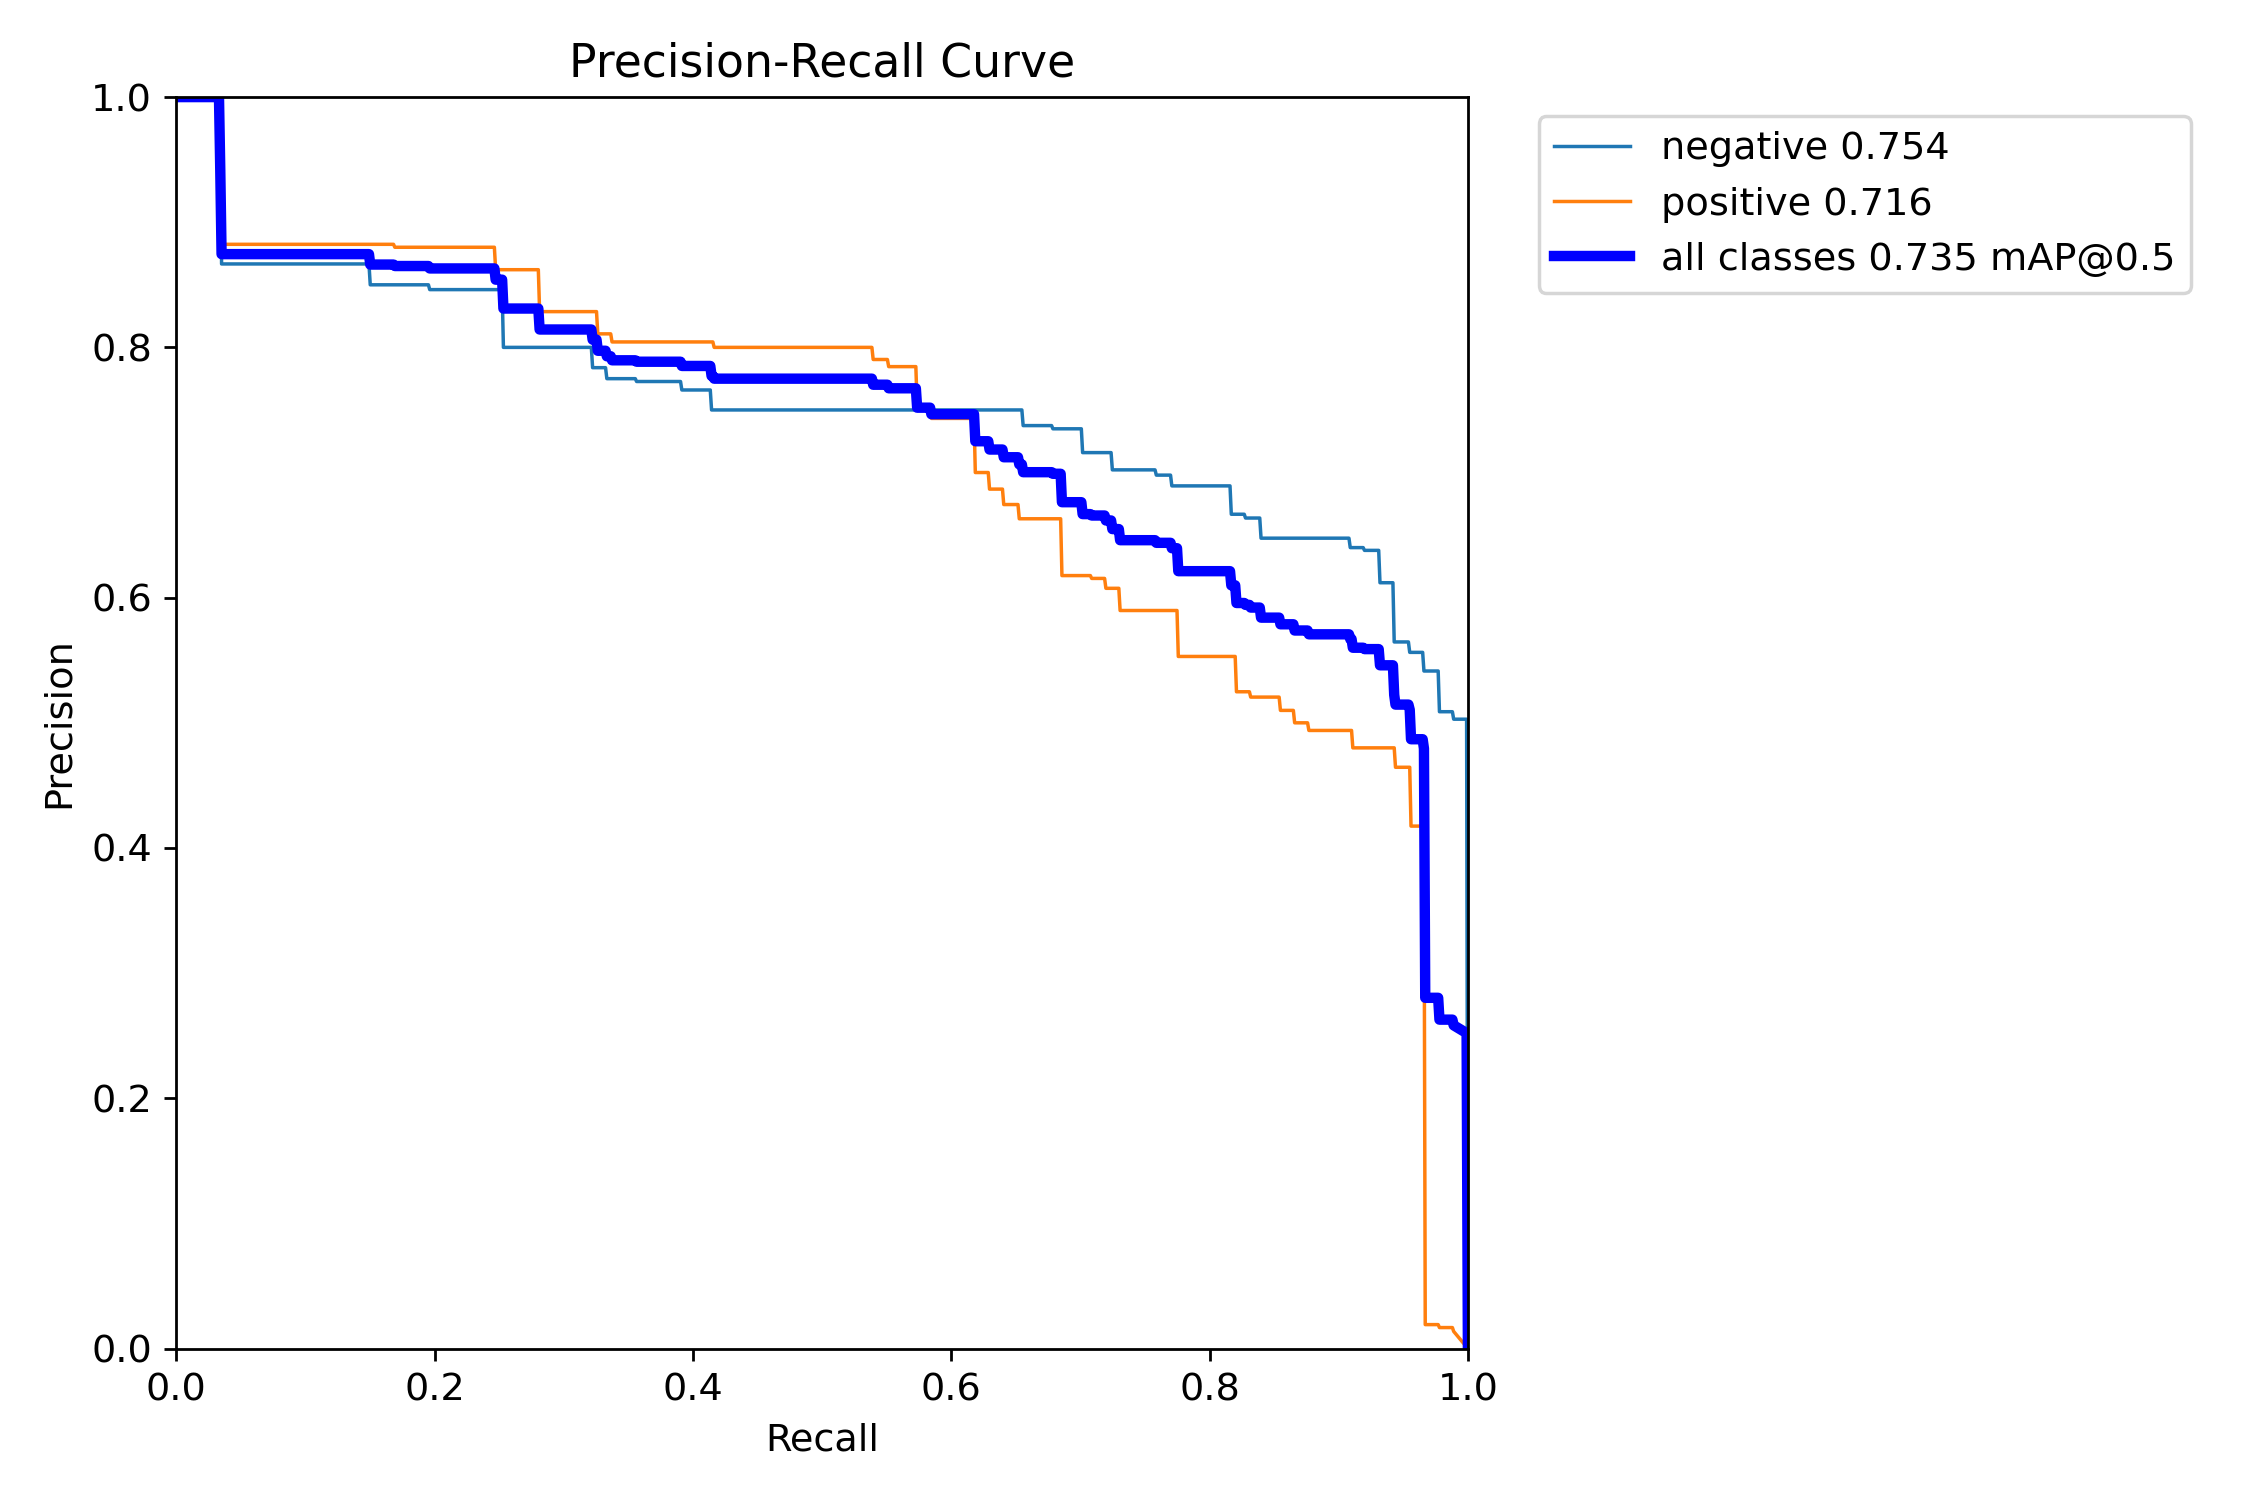 Precision-Recall Curve
1.0
0.8
0.6
0.4
0.2
0.0
Precision
0.0 0.2 0.4 0.6 0.8 1.0
Recall
negative 0.754
positive 0.716
all classes 0.735 mAP@0.5